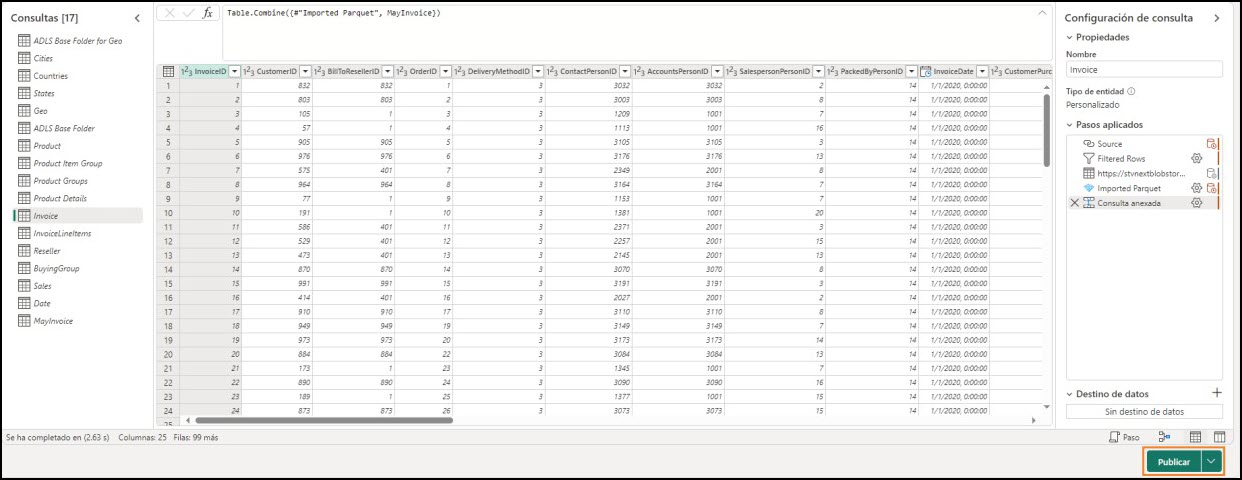 Consultas [17]
ADLS Base Folder for Geo
Cities
Countries
States
Geo
ADLS Base Folder
Product
Product Item Group
Product Groups
Product Details
Invoice
InvoiceLineItems
Reseller
BuyingGroup
Sales
Date
MayInvoice
fx Table.Combine({#"Imported Parquet", MayInvoice})
1²3 InvoiceID 1²3 CustomerID 1²3 BillToResellerID 1²3 OrderID 1²3 DeliveryMethodID 1²3 ContactPersonID 1²3 AccountsPersonID 1²3 SalespersonPersonID 1²3 PackedByPersonID InvoiceDate 1²3 CustomerPurc
1 1 832 832 1 3 3032 3032 2 14 1/1/2020, 0:00:00
2 2 803 803 2 3 3003 3003 8 14 1/1/2020, 0:00:00
3 3 105 1 3 3 1209 1001 7 14 1/1/2020, 0:00:00
4 4 57 1 4 3 1113 1001 16 14 1/1/2020, 0:00:00
5 5 905 905 5 3 3105 3105 3 14 1/1/2020, 0:00:00
6 6 976 976 6 3 3176 3176 13 14 1/1/2020, 0:00:00
7 7 575 401 7 3 2349 2001 8 14 1/1/2020, 0:00:00
8 8 964 964 8 3 3164 3164 7 14 1/1/2020, 0:00:00
9 9 77 1 9 3 1153 1001 7 14 1/1/2020, 0:00:00
10 10 191 1 10 3 1381 1001 20 14 1/1/2020, 0:00:00
11 11 586 401 11 3 2371 2001 3 14 1/1/2020, 0:00:00
12 12 529 401 12 3 2257 2001 15 14 1/1/2020, 0:00:00
13 13 473 401 13 3 2145 2001 13 14 1/1/2020, 0:00:00
14 14 870 870 14 3 3070 3070 8 14 1/1/2020, 0:00:00
15 15 991 991 15 3 3191 3191 3 14 1/1/2020, 0:00:00
16 16 414 401 16 3 2027 2001 2 14 1/1/2020, 0:00:00
17 17 910 910 17 3 3110 3110 8 14 1/1/2020, 0:00:00
18 18 949 949 19 3 3149 3149 7 14 1/1/2020, 0:00:00
19 19 973 973 20 3 3173 3173 14 14 1/1/2020, 0:00:00
20 20 884 884 22 3 3084 3084 13 14 1/1/2020, 0:00:00
21 21 173 1 23 3 1345 1001 7 14 1/1/2020, 0:00:00
22 22 890 890 24 3 3090 3090 16 14 1/1/2020, 0:00:00
23 23 189 1 25 3 1377 1001 15 14 1/1/2020, 0:00:00
24 24 873 873 26 3 3073 3073 15 14 1/1/2020, 0:00:00
25
Configuración de consulta
Propiedades
Nombre
Invoice
Tipo de entidad
Personalizado
Pasos aplicados
Source
Filtered Rows
https://stvnextblobstor...
Imported Parquet
Consulta anexada
Destino de datos
Sin destino de datos
Se ha completado en (2.63 s) Columnas: 25 Filas: 99 más
Paso
Publicar